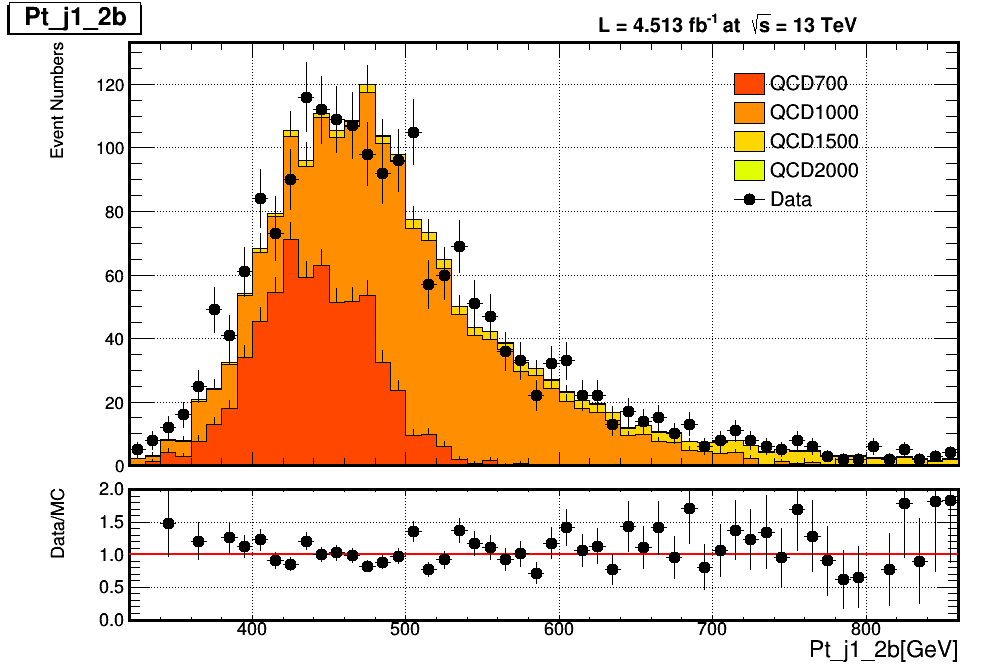 Pt_j1_2b
L = 4.513 fb-1 at √s = 13 TeV
Event Numbers
120
100
80
60
40
20
0
QCD700
QCD1000
QCD1500
QCD2000
Data
Data/MC
2.0
1.5
1.0
0.5
0.0
400 500 600 700 800
Pt_j1_2b[GeV]